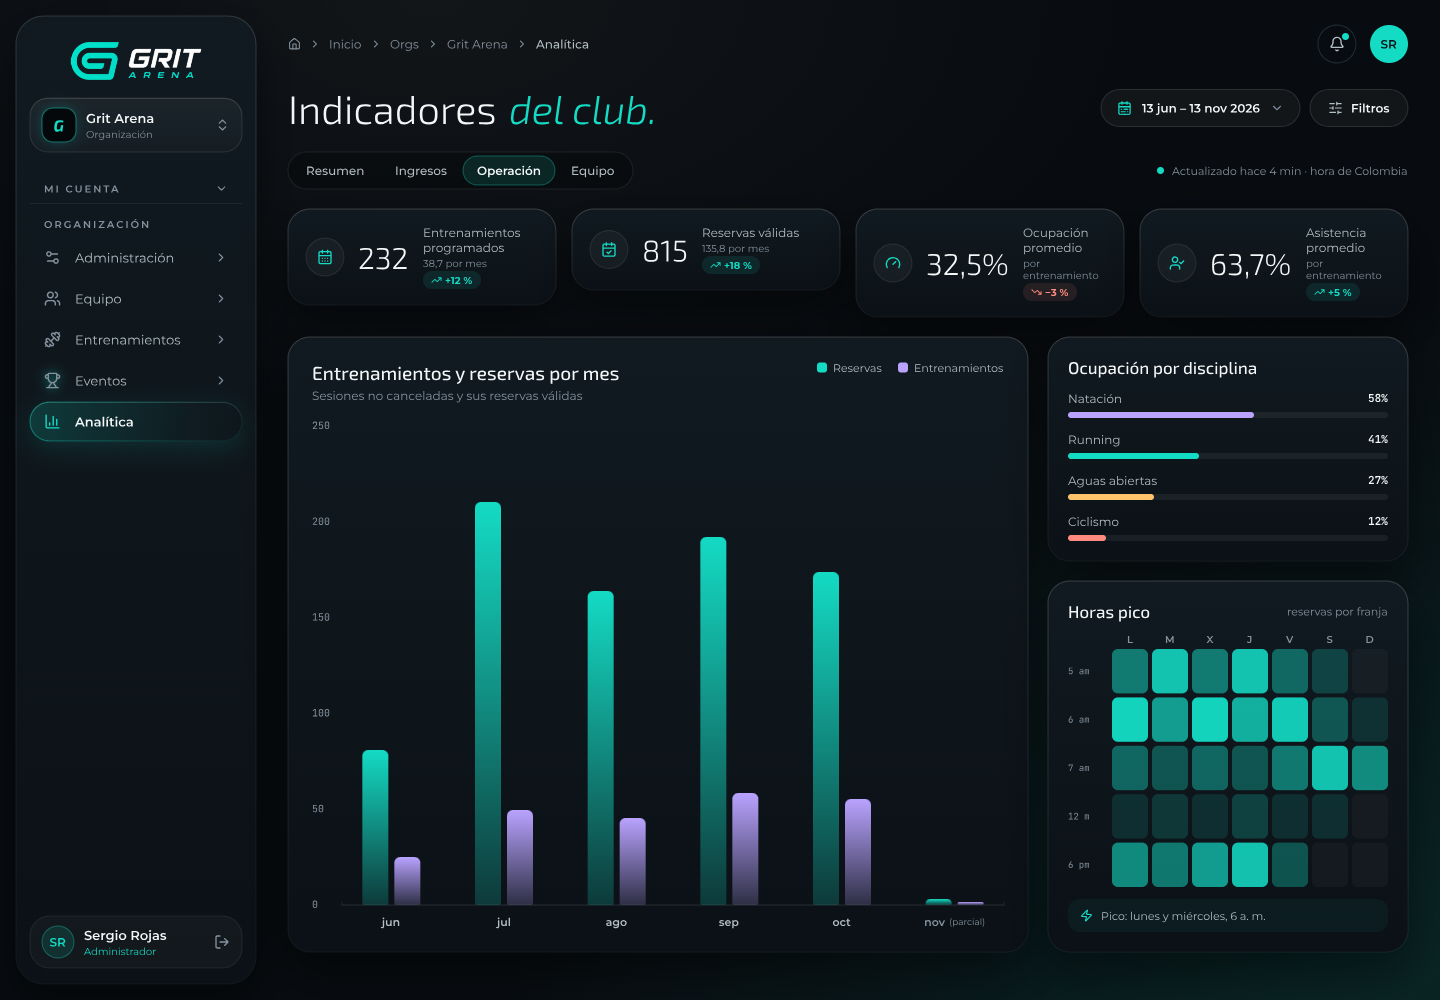 GRIT
ARENA
G
Grit Arena
Organización
MI CUENTA
ORGANIZACIÓN
Administración
Equipo
Entrenamientos
Eventos
Analítica
SR
Sergio Rojas
Administrador
Inicio
Orgs
Grit Arena
Analítica
SR
Indicadores del club.
13 jun – 13 nov 2026
Filtros
Resumen
Ingresos
Operación
Equipo
Actualizado hace 4 min · hora de Colombia
232
Entrenamientos
programados
38,7 por mes
+12 %
815
Reservas válidas
135,8 por mes
+18 %
32,5%
Ocupación
promedio
por
entrenamiento
−3 %
63,7%
Asistencia
promedio
por
entrenamiento
+5 %
Entrenamientos y reservas por mes
Sesiones no canceladas y sus reservas válidas
Reservas
Entrenamientos
250
200
150
100
50
0
jun
jul
ago
sep
oct
nov (parcial)
Ocupación por disciplina
Natación 58%
Running 41%
Aguas abiertas 27%
Ciclismo 12%
Horas pico
reservas por franja
L M X J V S D
5 am
6 am
7 am
12 m
6 pm
Pico: lunes y miércoles, 6 a. m.